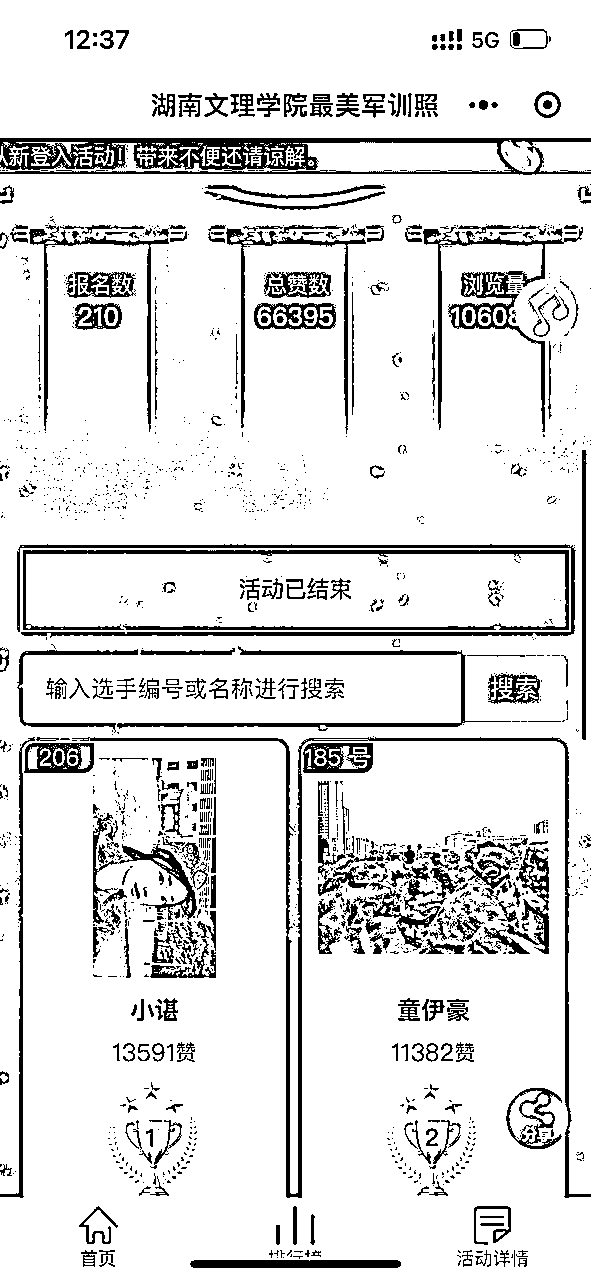 12:37
5G
湖南文理学院最美军训照
新登入活动！带来不便还请谅解。
报名数
210
总赞数
66395
浏览量
10608
活动已结束
输入选手编号或名称进行搜索
搜索
206
185号
小谌
童伊豪
13591赞
11382赞
1
2
分享
首页
排行榜
活动详情